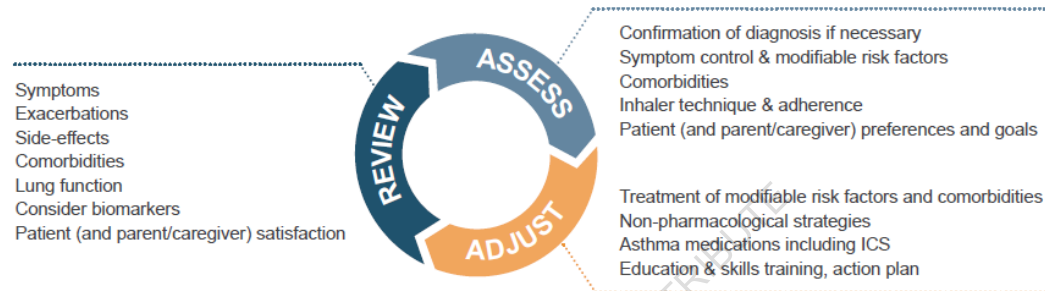 Symptoms
Exacerbations
Side-effects
Comorbidities
Lung function
Consider biomarkers
Patient (and parent/caregiver) satisfaction
REVIEW
ASSESS
ADJUST
Confirmation of diagnosis if necessary
Symptom control & modifiable risk factors
Comorbidities
Inhaler technique & adherence
Patient (and parent/caregiver) preferences and goals
Treatment of modifiable risk factors and comorbidities
Non-pharmacological strategies
Asthma medications including ICS
Education & skills training, action plan